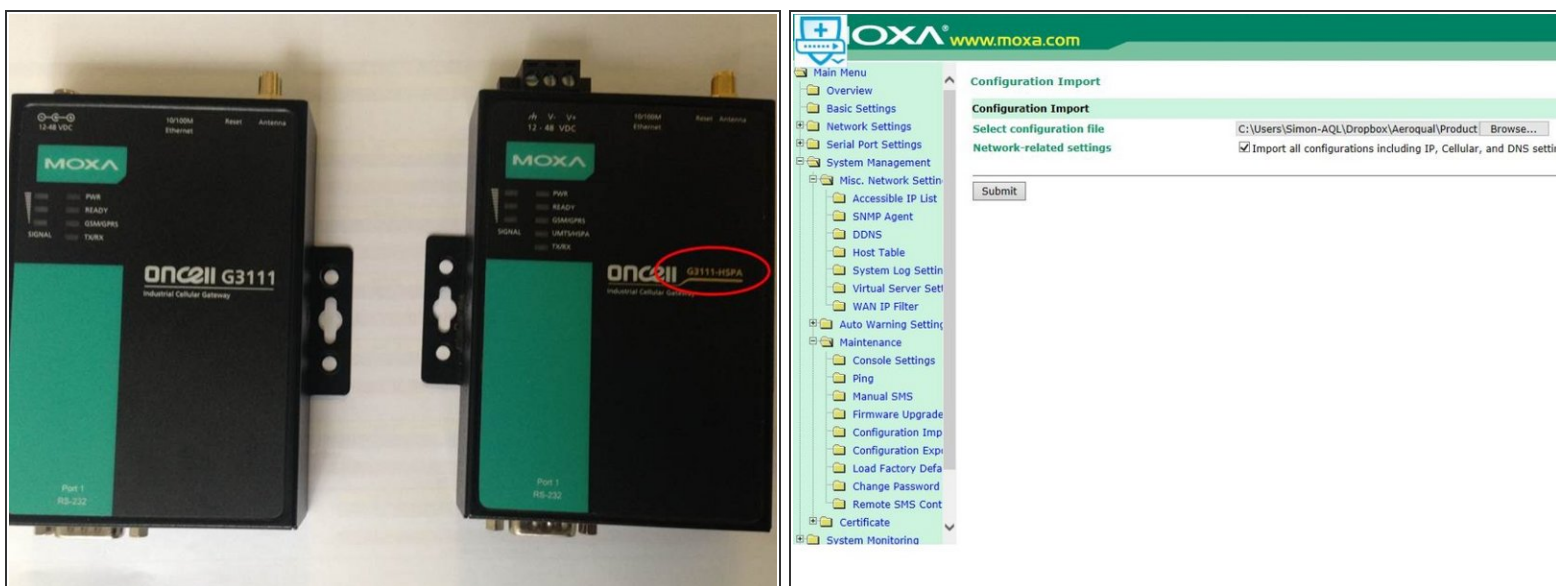 12-48 VDC
10/100M
Ethernet
Reset
Antenna
MOXA
PWR
READY
GSM/GPRS
TX/RX
SIGNAL
OnCell G3111
Industrial Cellular Gateway
Port 1
RS-232
V- V+
12 - 48 VDC
10/100M
Ethernet
Reset
Antenna
MOXA
PWR
READY
GSM/GPRS
UMTS/HSPA
TX/RX
SIGNAL
OnCell G3111-HSPA
Industrial Cellular Gateway
Port 1
RS-232
OXA® www.moxa.com
Main Menu
Overview
Basic Settings
Network Settings
Serial Port Settings
System Management
Misc. Network Settin
Accessible IP List
SNMP Agent
DDNS
Host Table
System Log Settin
Virtual Server Sett
WAN IP Filter
Auto Warning Setting
Maintenance
Console Settings
Ping
Manual SMS
Firmware Upgrade
Configuration Imp
Configuration Expo
Load Factory Defa
Change Password
Remote SMS Cont
Certificate
System Monitoring
Configuration Import
Configuration Import
Select configuration file C:\Users\Simon-AQL\Dropbox\Aeroqual\Product Browse...
Network-related settings Import all configurations including IP, Cellular, and DNS settin
Submit